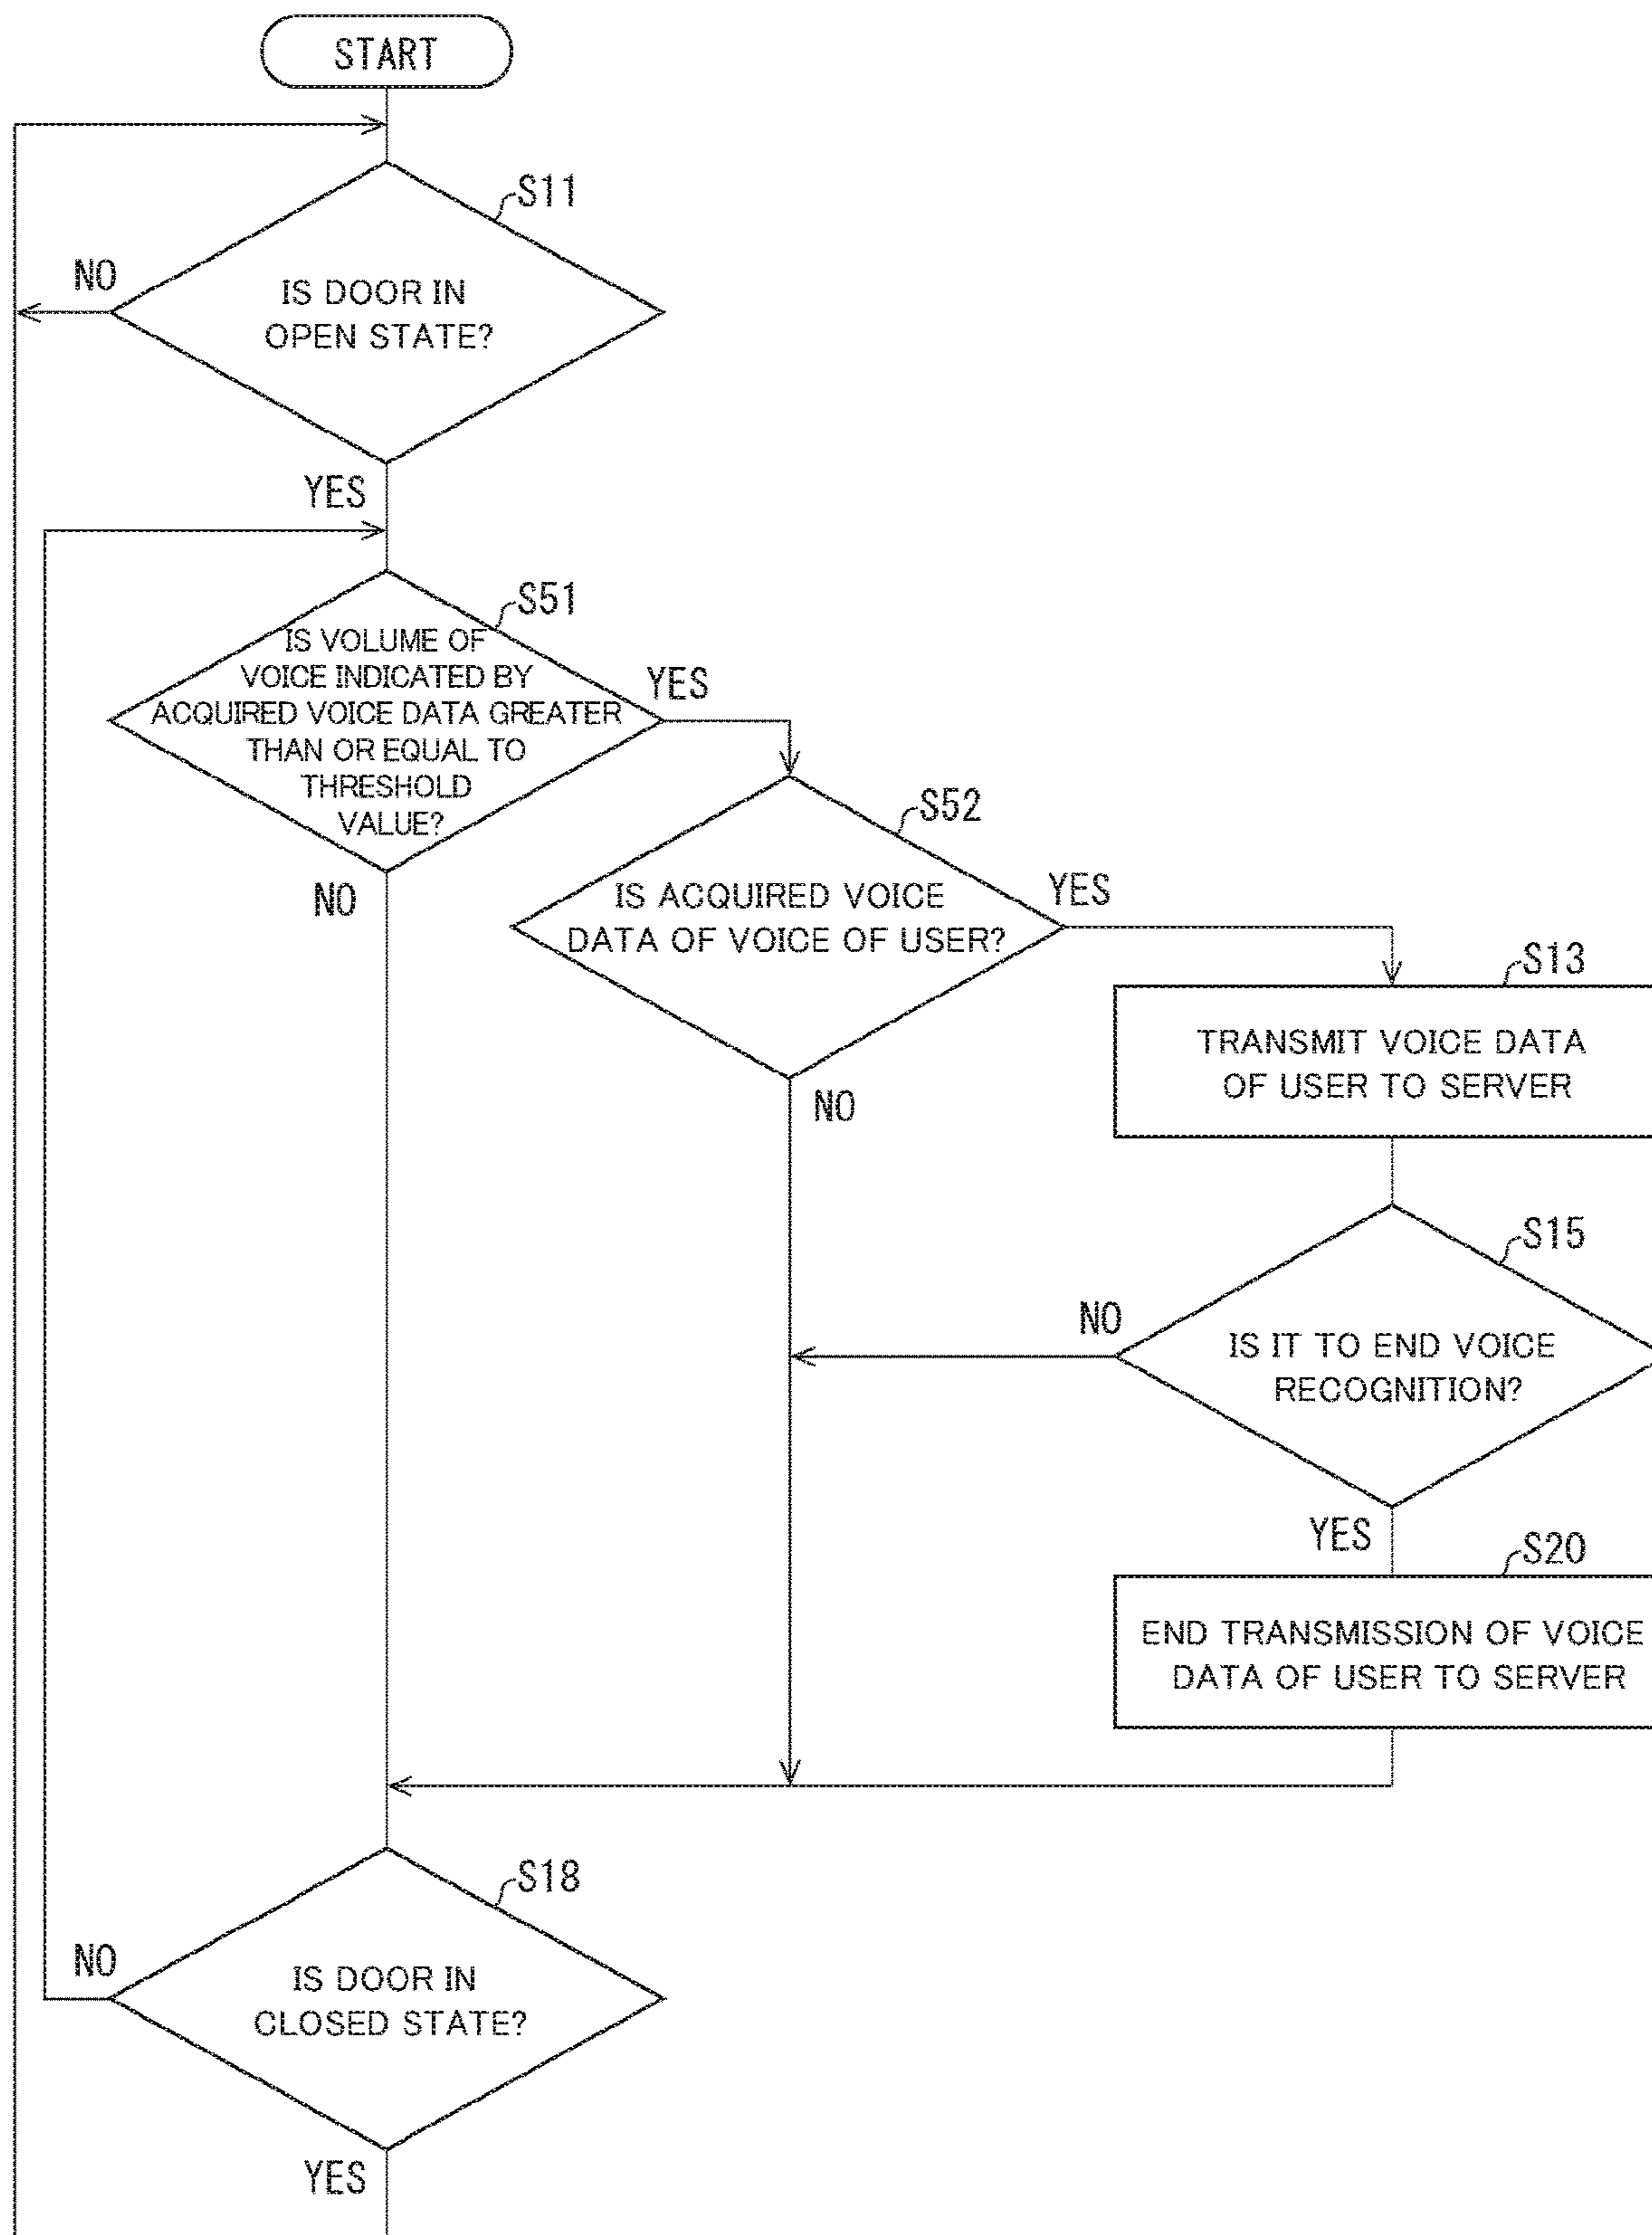 START
S11
NO
IS DOOR IN
OPEN STATE?
YES
S51
IS VOLUME OF
VOICE INDICATED BY
ACQUIRED VOICE DATA GREATER
THAN OR EQUAL TO
THRESHOLD
VALUE?
YES
NO
S52
IS ACQUIRED VOICE
DATA OF VOICE OF USER?
YES
NO
S13
TRANSMIT VOICE DATA
OF USER TO SERVER
S15
NO
IS IT TO END VOICE
RECOGNITION?
YES
S20
END TRANSMISSION OF VOICE
DATA OF USER TO SERVER
S18
NO
IS DOOR IN
CLOSED STATE?
YES